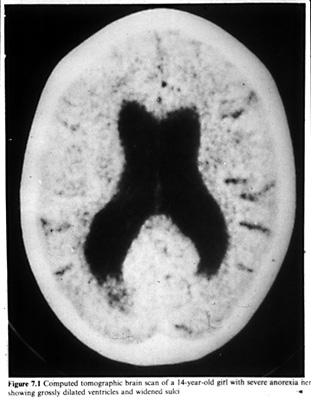 Figure 7.1 Computed tomographic brain scan of a 14-year-old girl with severe anorexia ner
showing grossly dilated ventricles and widened sulci